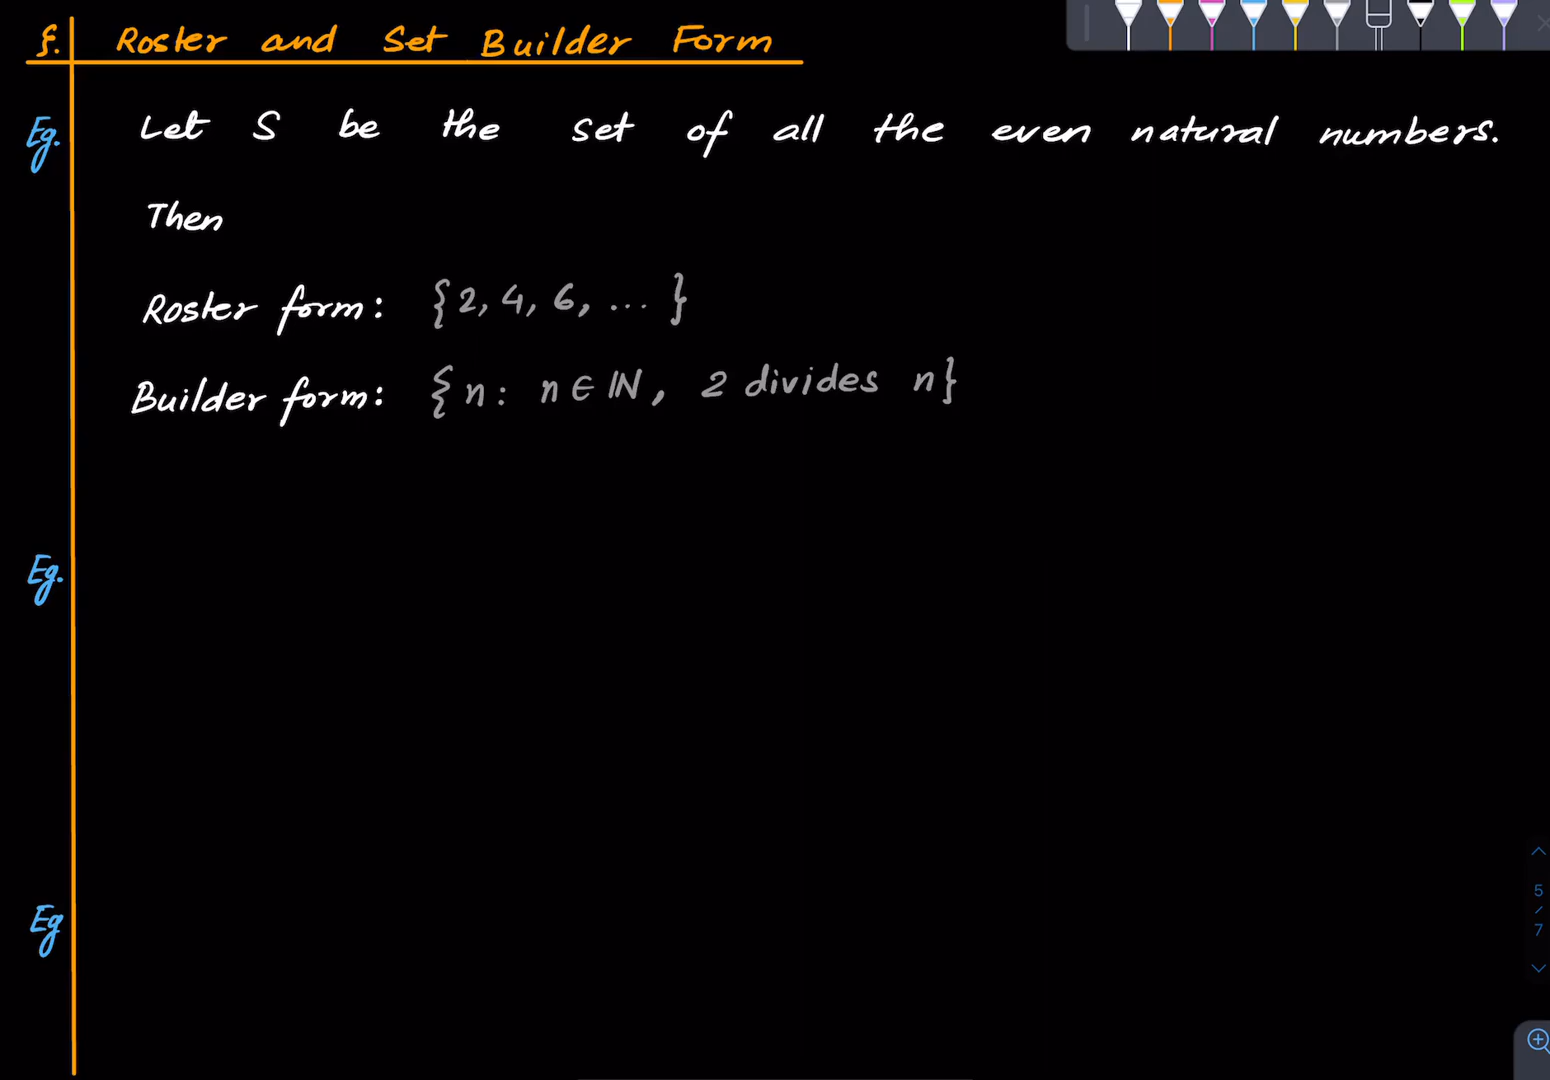 f. Roster and Set Builder Form
Eg. Let S be the set of all the even natural numbers.
Then
Roster form: {2, 4, 6, ... }
Builder form: {n: n ∈ ℕ, 2 divides n}
Eg.
Eg
5
/
7